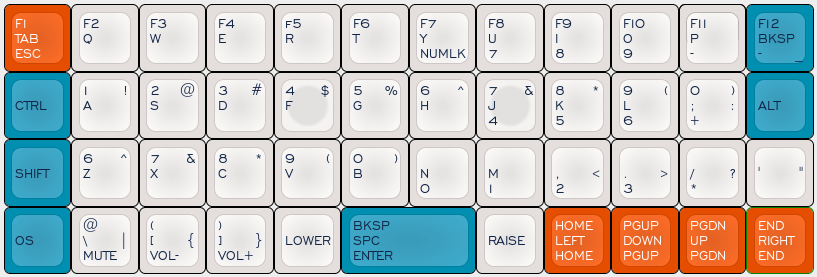 F1 F2 F3 F4 F5 F6 F7 F8 F9 F10 F11 F12
TAB Q W E R T Y U I O P BKSP
ESC NUMLK 7 8 9 - - _
1 ! 2 @ 3 # 4 $ 5 % 6 ^ 7 & 8 * 9 ( 0 )
CTRL A S D F G H J K L ; : ALT
4 5 6 +
6 ^ 7 & 8 * 9 ( 0 )
SHIFT Z X C V B N M , < . > / ? ' "
0 1 2 3 *
@ ( ) BKSP HOME PGUP PGDN END
OS \ | [ { ] } LOWER SPC RAISE LEFT DOWN UP RIGHT
MUTE VOL- VOL+ ENTER HOME PGUP PGDN END